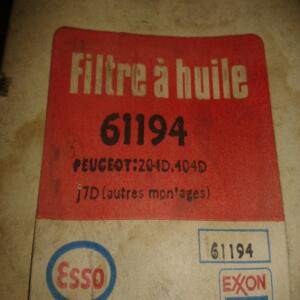 Filtre à huile
61194
PEUGEOT: 204D.404D
j7D (autres montages)
61194
Esso
EXXON